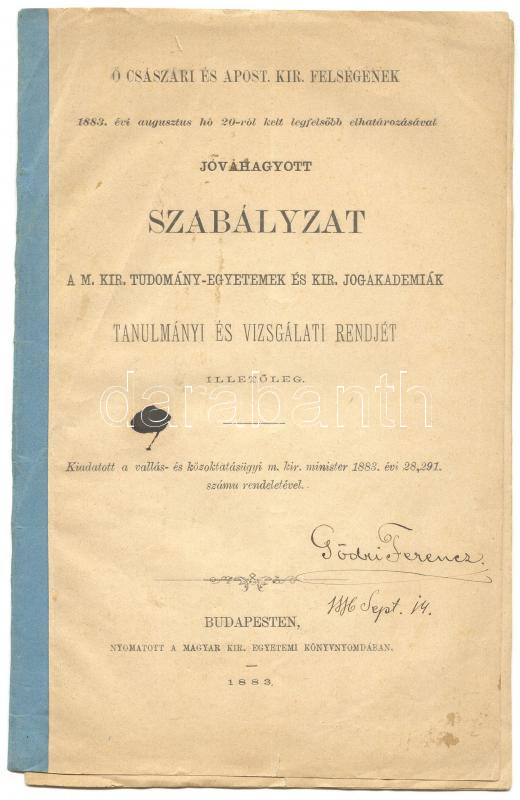 Ő CSÁSZÁRI ÉS APOST. KIR. FELSÉGÉNEK
1883. évi augusztus hó 20-ról kelt legfelsőbb elhatározásával
JÓVÁHAGYOTT
SZABÁLYZAT
A M. KIR. TUDOMÁNY-EGYETEMEK ÉS KIR. JOGAKADEMIÁK
TANULMÁNYI ÉS VIZSGÁLATI RENDJÉT
ILLETŐLEG.
darabanth
Kiadatott a vallás- és közoktatásügyi m. kir. minister 1883. évi 28,291.
számu rendeletével.
Gödri Ferencz.
1886 Sept. 14.
BUDAPESTEN,
NYOMATOTT A MAGYAR KIR. EGYETEMI KÖNYVNYOMDÁBAN.
1883.